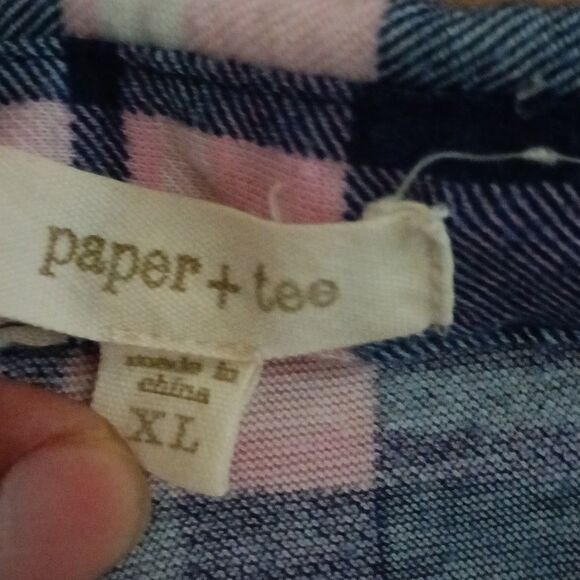 paper + tee
made in
china
XL